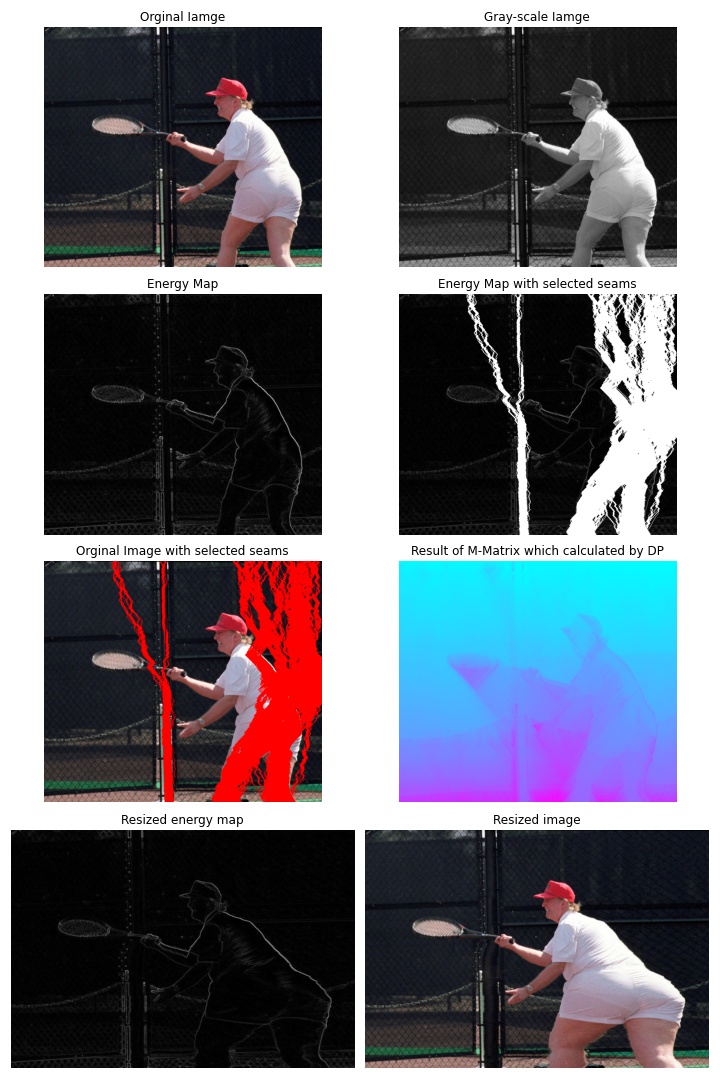 Orginal Iamge
Gray-scale Iamge
Energy Map
Energy Map with selected seams
Orginal Image with selected seams
Result of M-Matrix which calculated by DP
Resized energy map
Resized image